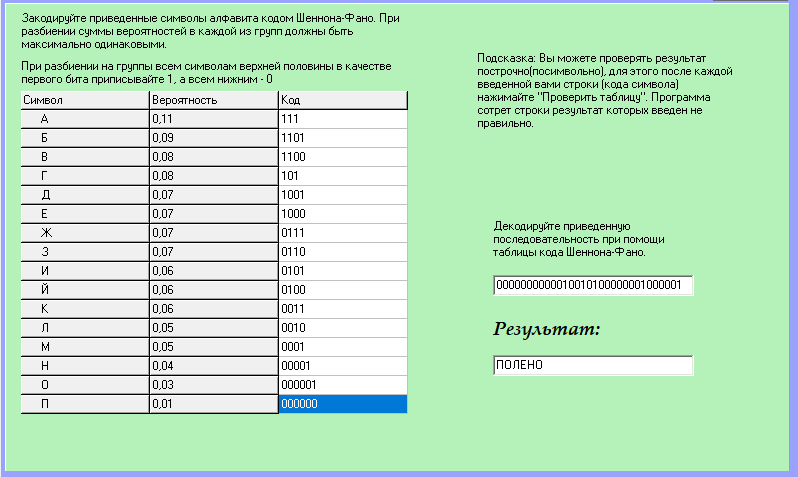 Закодируйте приведенные символы алфавита кодом Шеннона-Фано. При
разбиении суммы вероятностей в каждой из групп должны быть
максимально одинаковыми.
При разбиении на группы всем символам верхней половины в качестве
первого бита приписывайте 1, а всем нижним - 0
Символ Вероятность Код
А 0,11 111
Б 0,09 1101
В 0,08 1100
Г 0,08 101
Д 0,07 1001
Е 0,07 1000
Ж 0,07 0111
З 0,07 0110
И 0,06 0101
Й 0,06 0100
К 0,06 0011
Л 0,05 0010
М 0,05 0001
Н 0,04 00001
О 0,03 000001
П 0,01 000000
Подсказка: Вы можете проверять результат
построчно(посимвольно), для этого после каждой
введенной вами строки (кода символа)
нажимайте "Проверить таблицу". Программа
сотрет строки результат которых введен не
правильно.
Декодируйте приведенную
последовательность при помощи
таблицы кода Шеннона-Фано.
0000000000010010100000001000001
Результат:
ПОЛЕНО